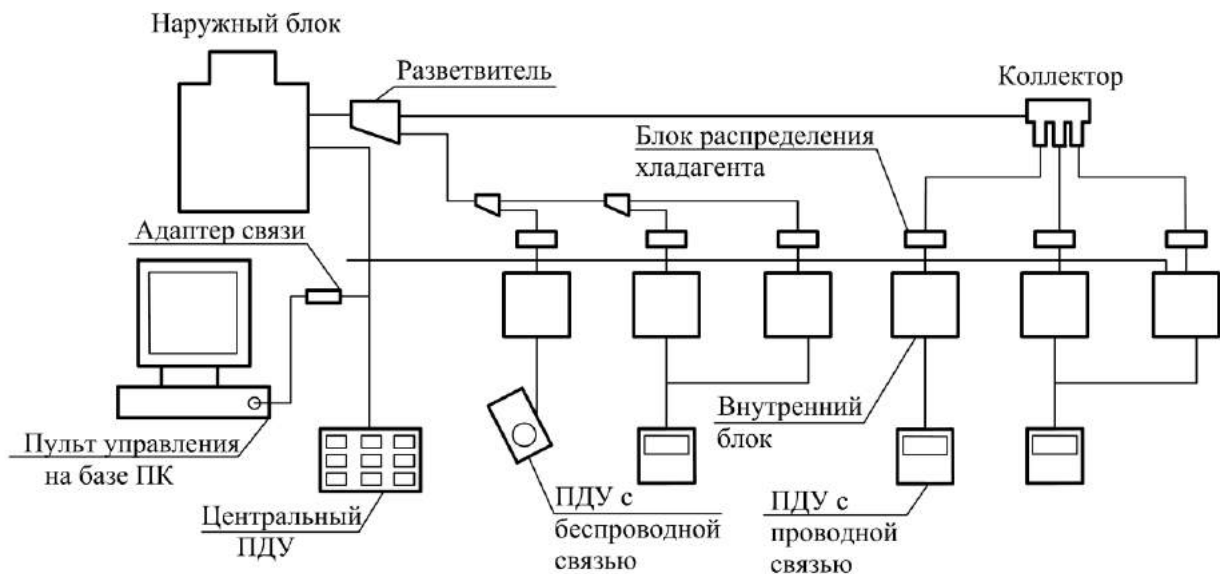 Наружный блок
Разветвитель
Коллектор
Блок распределения
хладагента
Адаптер связи
Пульт управления
на базе ПК
Центральный
ПДУ
ПДУ с
беспроводной
связью
Внутренний
блок
ПДУ с
проводной
связью